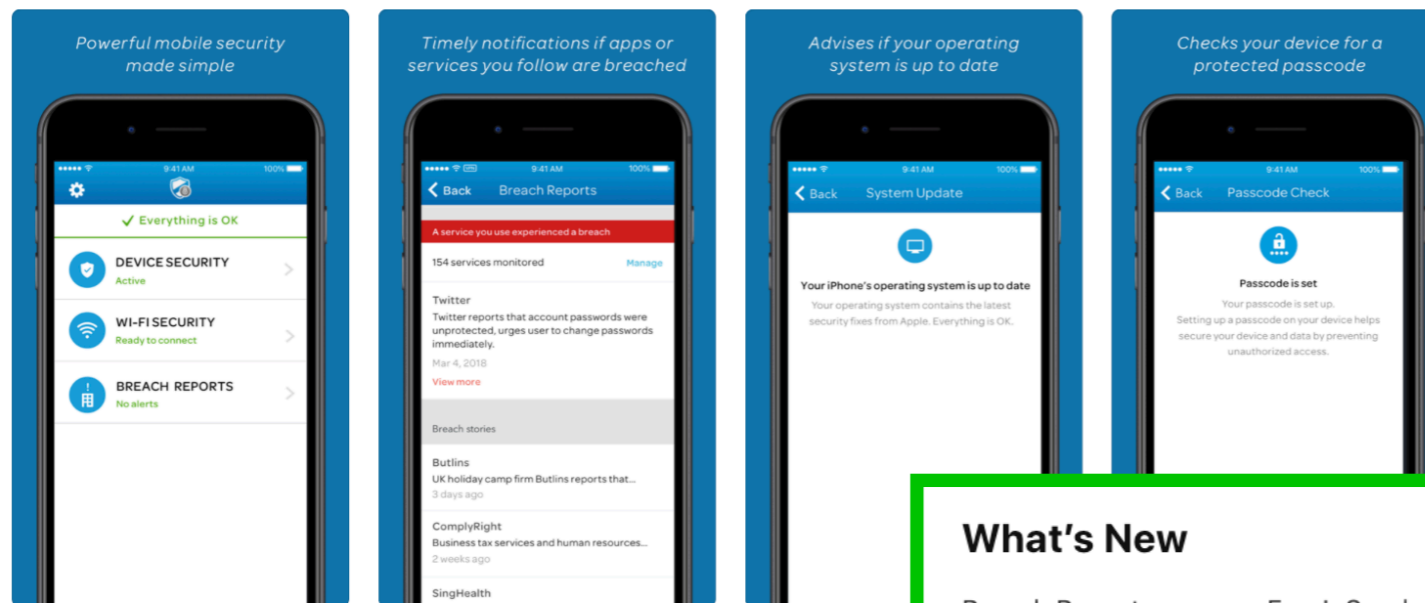 Powerful mobile security
made simple
9:41 AM
100%
✓ Everything is OK
DEVICE SECURITY
Active
WI-FI SECURITY
Ready to connect
BREACH REPORTS
No alerts
Timely notifications if apps or
services you follow are breached
9:41 AM
100%
Back
Breach Reports
A service you use experienced a breach
154 services monitored
Manage
Twitter
Twitter reports that account passwords were
unprotected, urges user to change passwords
immediately.
Mar 4, 2018
View more
Breach stories
Butlins
UK holiday camp firm Butlins reports that...
3 days ago
ComplyRight
Business tax services and human resources...
2 weeks ago
SingHealth
Advises if your operating
system is up to date
9:41 AM
100%
Back
System Update
Your iPhone's operating system is up to date
Your operating system contains the latest
security fixes from Apple. Everything is OK.
Checks your device for a
protected passcode
9:41 AM
100%
Back
Passcode Check
Passcode is set
Your passcode is set up.
Setting up a passcode on your device helps
secure your device and data by preventing
unauthorized access.
What's New